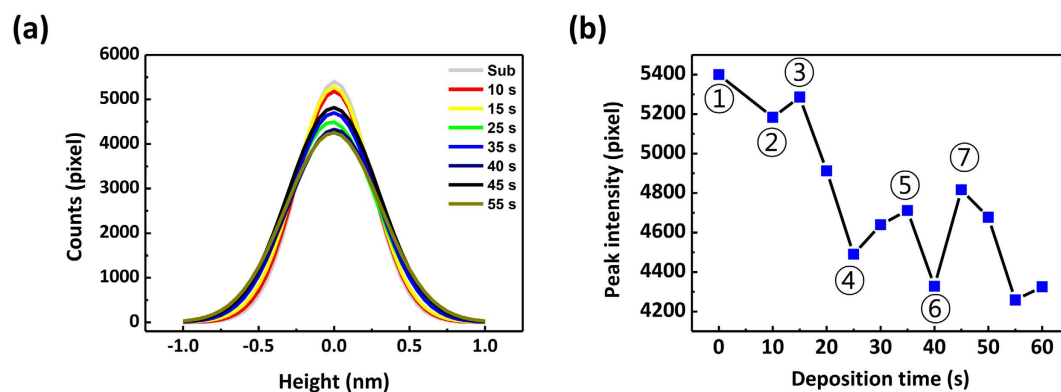 (a)
6000
5000
4000
3000
2000
1000
0
Counts (pixel)
-1.0 -0.5 0.0 0.5 1.0
Height (nm)
Sub
10 s
15 s
25 s
35 s
40 s
45 s
55 s
(b)
5400
5200
5000
4800
4600
4400
4200
Peak intensity (pixel)
①
②
③
④
⑤
⑥
⑦
0 10 20 30 40 50 60
Deposition time (s)